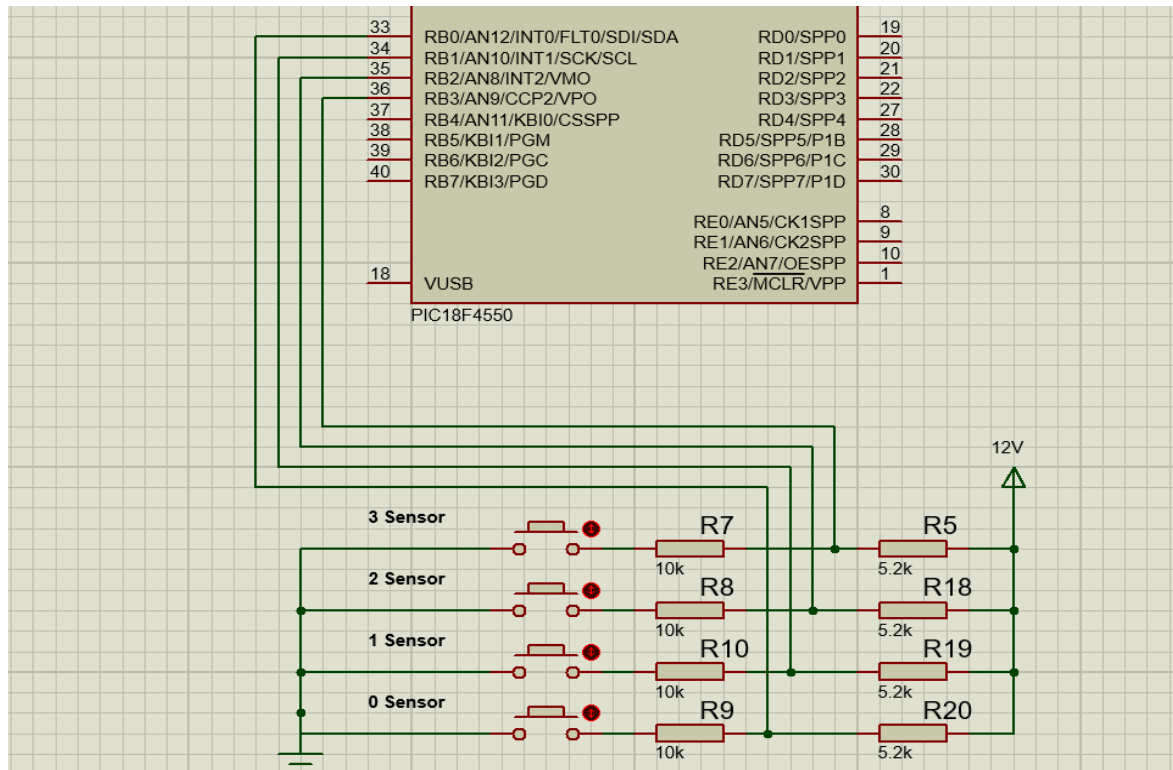 33 RB0/AN12/INT0/FLT0/SDI/SDA RD0/SPP0 19
34 RB1/AN10/INT1/SCK/SCL RD1/SPP1 20
35 RB2/AN8/INT2/VMO RD2/SPP2 21
36 RB3/AN9/CCP2/VPO RD3/SPP3 22
37 RB4/AN11/KBI0/CSSPP RD4/SPP4 27
38 RB5/KBI1/PGM RD5/SPP5/P1B 28
39 RB6/KBI2/PGC RD6/SPP6/P1C 29
40 RB7/KBI3/PGD RD7/SPP7/P1D 30
RE0/AN5/CK1SPP 8
RE1/AN6/CK2SPP 9
RE2/AN7/OESPP 10
18 VUSB RE3/MCLR/VPP 1
PIC18F4550
12V
3 Sensor R7 R5
10k 5.2k
2 Sensor R8 R18
10k 5.2k
1 Sensor R10 R19
10k 5.2k
0 Sensor R9 R20
10k 5.2k